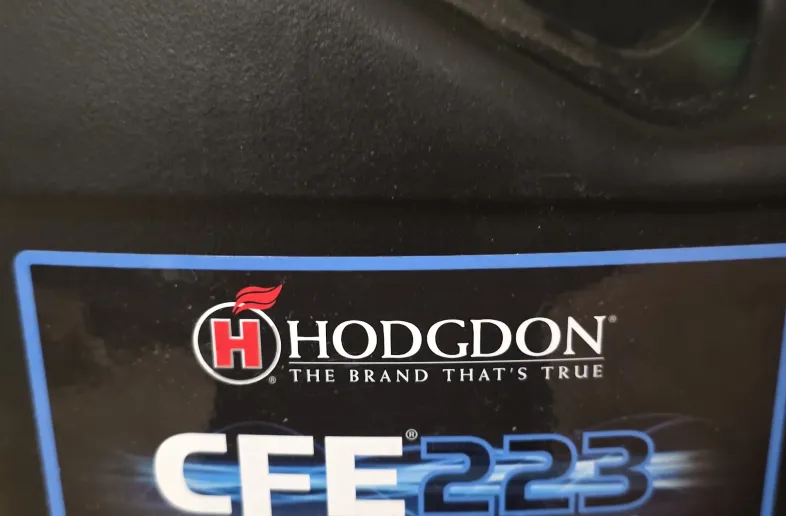 H HODGDON®
® THE BRAND THAT'S TRUE
CFE®223